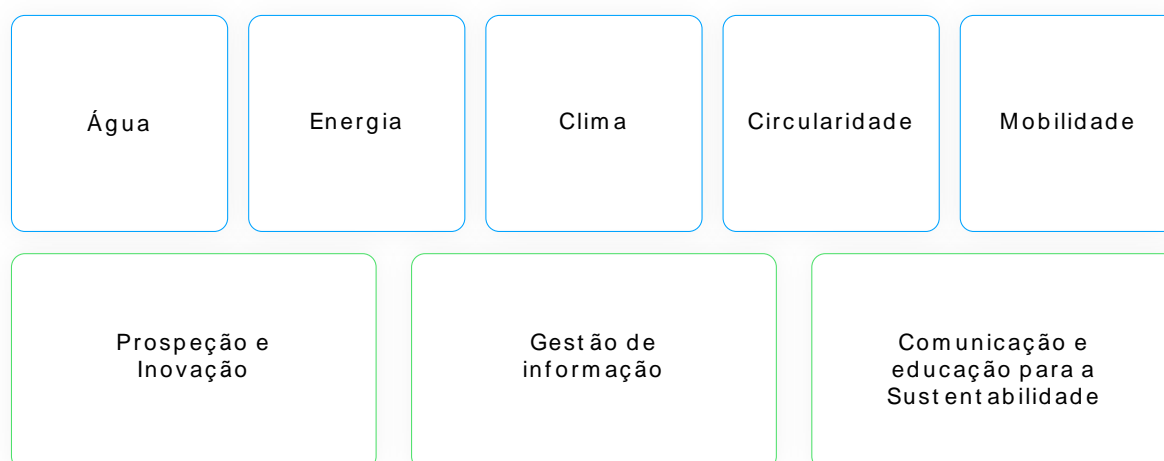 Água
Energia
Clima
Circularidade
Mobilidade
Prospeção e
Inovação
Gestão de
informação
Comunicação e
educação para a
Sustentabilidade